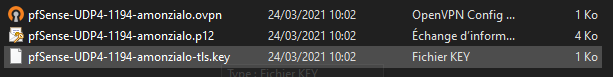 pfSense-UDP4-1194-amonzialo.ovpn 24/03/2021 10:02 OpenVPN Config ... 1 Ko
pfSense-UDP4-1194-amonzialo.p12 24/03/2021 10:02 Échange d'inform... 4 Ko
pfSense-UDP4-1194-amonzialo-tls.key 24/03/2021 10:02 Fichier KEY 1 Ko
Type : Fichier KEY